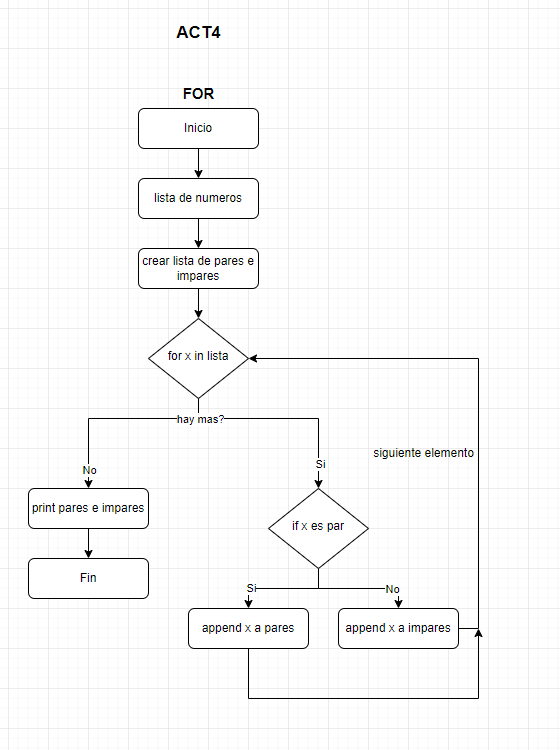 ACT4
FOR
Inicio
lista de numeros
crear lista de pares e
impares
for x in lista
hay mas?
siguiente elemento
Si
No
print pares e impares
if x es par
Fin
Si
No
append x a pares
append x a impares